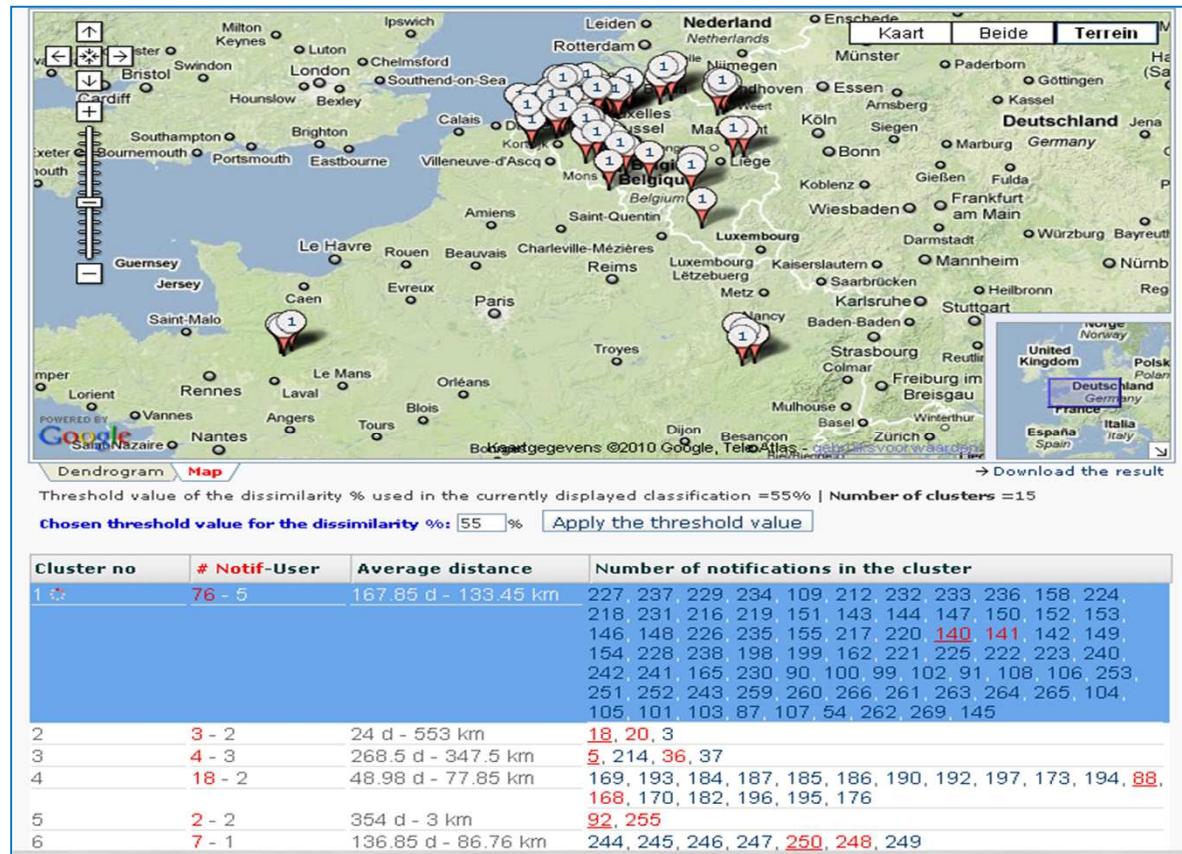 Kaart Beide Terrein
Milton Keynes
Ipswich
Leiden
Nederland
Netherlands
Enschede
Luton
Rotterdam
Münster
Paderborn
Swindon
Chelmsford
Nijmegen
Göttingen
Bristol
London
Southend-on-Sea
Essen
Cardiff
Hounslow
Bexley
Arnsberg
Kassel
Calais
Köln
Siegen
Deutschland
Germany
Jena
Southampton
Brighton
Bournemouth
Portsmouth
Eastbourne
Villeneuve-d'Ascq
Marburg
Bonn
Liege
Mons
Belgique
Belgium
Koblenz
Gießen
Fulda
Amiens
Saint-Quentin
Wiesbaden
Frankfurt am Main
Luxembourg
Darmstadt
Würzburg
Le Havre
Rouen
Beauvais
Charleville-Mézières
Guernsey
Reims
Luxembourg
Lëtzebuerg
Kaiserslautern
Mannheim
Jersey
Caen
Evreux
Saarbrücken
Heilbronn
Metz
Paris
Karlsruhe
Stuttgart
Saint-Malo
Nancy
Baden-Baden
Troyes
Strasbourg
Colmar
Le Mans
Orléans
Freiburg im Breisgau
Lorient
Rennes
Laval
Blois
Mulhouse
Vannes
Angers
Tours
Basel
Winterthur
Nantes
Dijon
Besançon
Zürich
POWERED BY
Google
Kaartgegevens ©2010 Google, Tele Atlas - gebruiksvoorwaarden
Norway
United Kingdom
Deutschland
Germany
France
España
Spain
Italia
Italy
Dendrogram Map → Download the result
Threshold value of the dissimilarity % used in the currently displayed classification =55% | Number of clusters =15
Chosen threshold value for the dissimilarity %: 55 % Apply the threshold value
Cluster no # Notif-User Average distance Number of notifications in the cluster
1 76 - 5 167.85 d - 133.45 km 227, 237, 229, 234, 109, 212, 232, 233, 236, 158, 224,
218, 231, 216, 219, 151, 143, 144, 147, 150, 152, 153,
146, 148, 226, 235, 155, 217, 220, 140, 141, 142, 149,
154, 228, 238, 198, 199, 162, 221, 225, 222, 223, 240,
242, 241, 165, 230, 90, 100, 99, 102, 91, 108, 106, 253,
251, 252, 243, 259, 260, 266, 261, 263, 264, 265, 104,
105, 101, 103, 87, 107, 54, 262, 269, 145
2 3 - 2 24 d - 553 km 18, 20, 3
3 4 - 3 268.5 d - 347.5 km 5, 214, 36, 37
4 18 - 2 48.98 d - 77.85 km 169, 193, 184, 187, 185, 186, 190, 192, 197, 173, 194, 88,
168, 170, 182, 196, 195, 176
5 2 - 2 354 d - 3 km 92, 255
6 7 - 1 136.85 d - 86.76 km 244, 245, 246, 247, 250, 248, 249